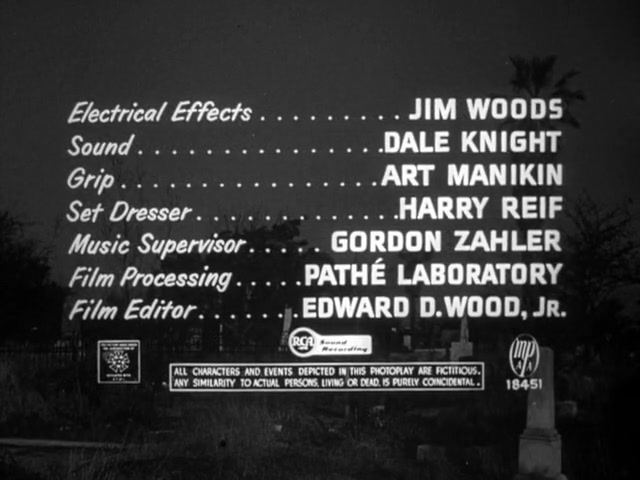 Electrical Effects . . . . . . . . . . JIM WOODS
Sound . . . . . . . . . . . . . . . . . . DALE KNIGHT
Grip . . . . . . . . . . . . . . . . . . . ART MANIKIN
Set Dresser . . . . . . . . . . . . . . HARRY REIF
Music Supervisor . . . . . . GORDON ZAHLER
Film Processing . . . . . PATHÉ LABORATORY
Film Editor . . . . . . . EDWARD D. WOOD, JR.
RCA Sound Recording
ALL CHARACTERS AND EVENTS DEPICTED IN THIS PHOTOPLAY ARE FICTITIOUS.
ANY SIMILARITY TO ACTUAL PERSONS, LIVING OR DEAD, IS PURELY COINCIDENTAL.
18451